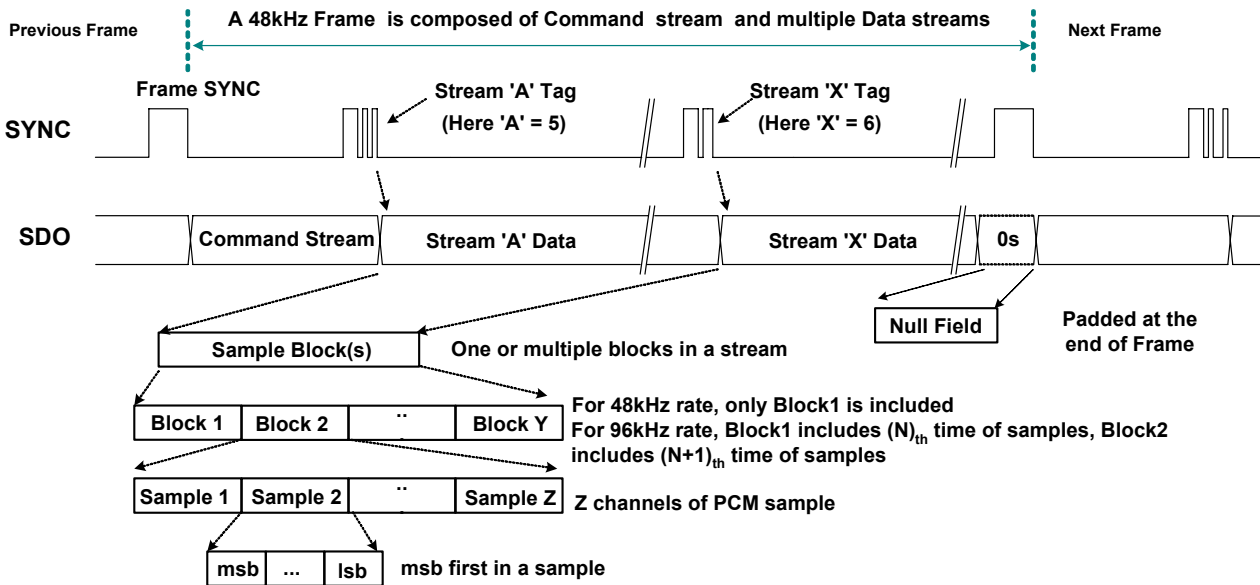 A 48kHz Frame is composed of Command stream and multiple Data streams
Previous Frame
Next Frame
Frame SYNC
Stream 'A' Tag
(Here 'A' = 5)
Stream 'X' Tag
(Here 'X' = 6)
SYNC
SDO
Command Stream
Stream 'A' Data
Stream 'X' Data
0s
Null Field
Padded at the
end of Frame
Sample Block(s)
One or multiple blocks in a stream
Block 1
Block 2
..
Block Y
For 48kHz rate, only Block1 is included
For 96kHz rate, Block1 includes (N)th time of samples, Block2
includes (N+1)th time of samples
Sample 1
Sample 2
..
Sample Z
Z channels of PCM sample
msb
...
lsb
msb first in a sample